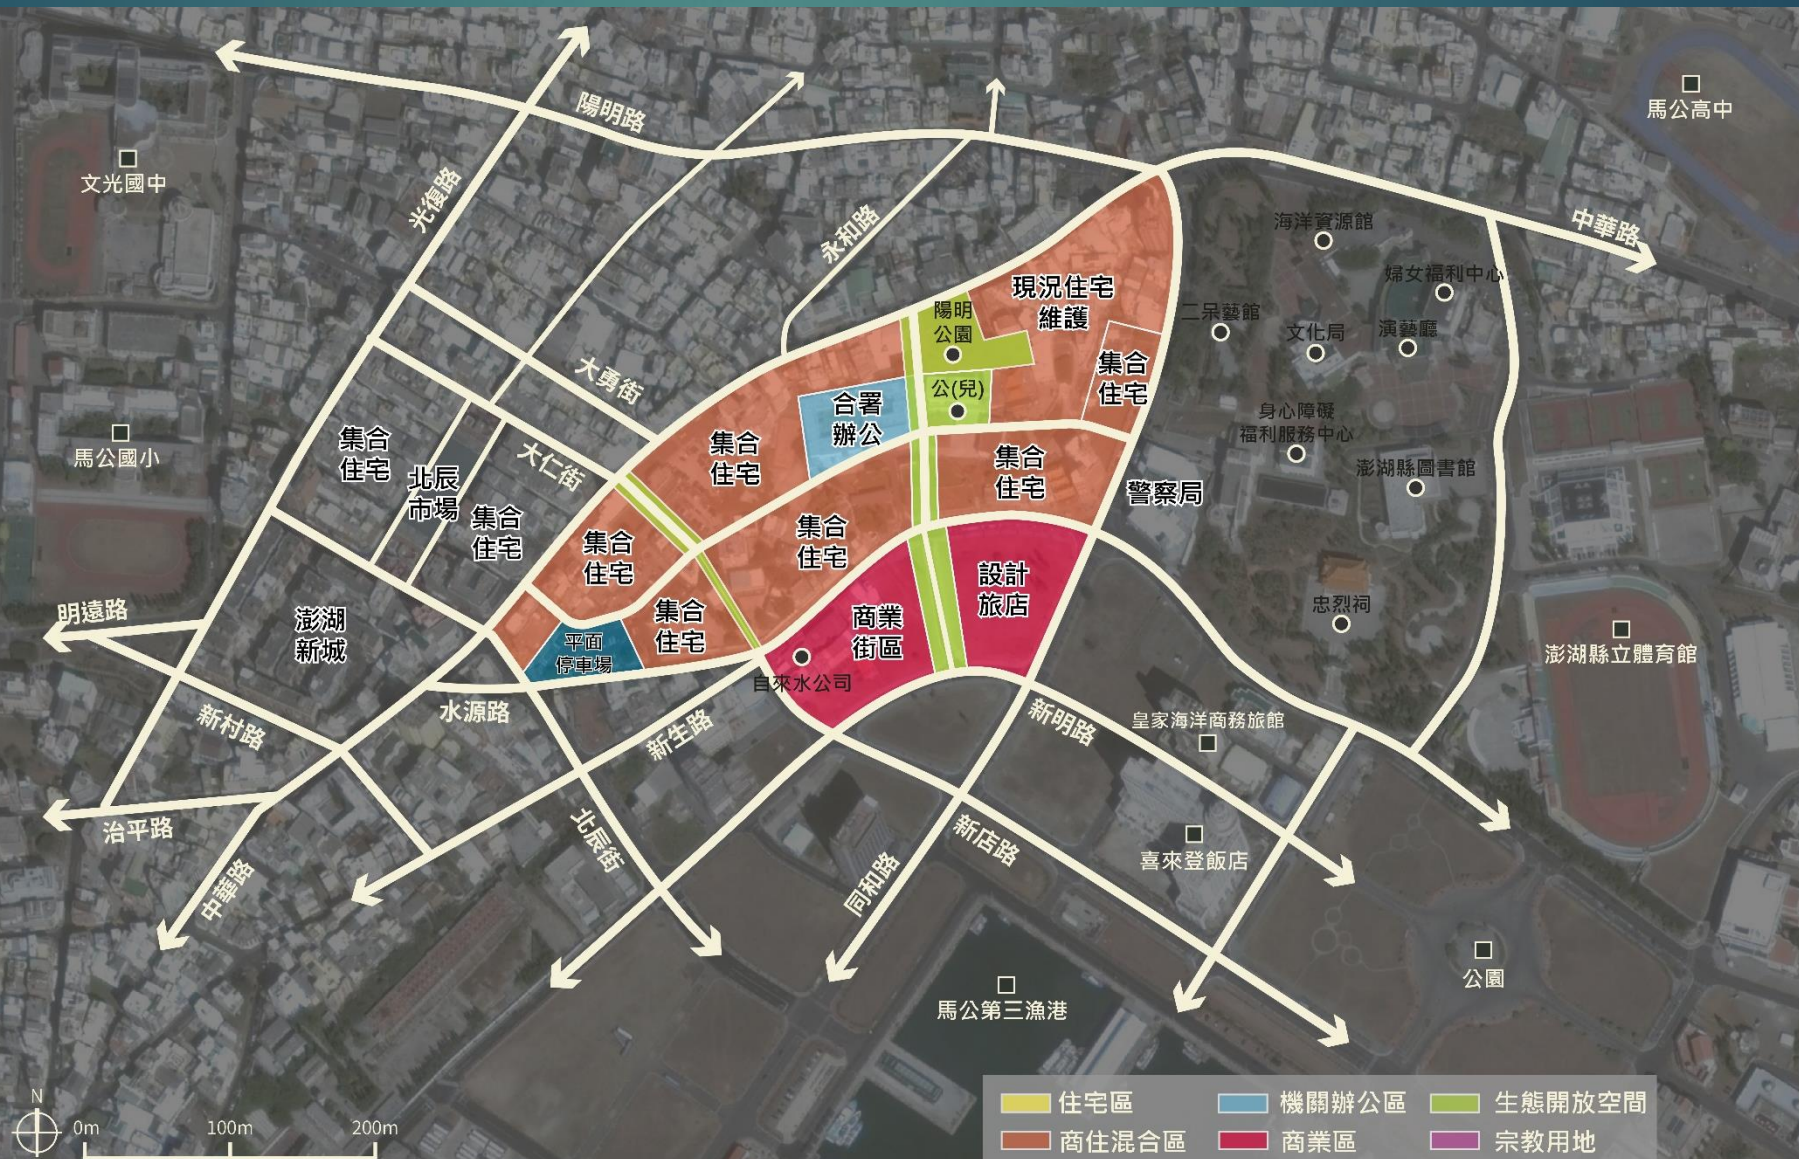 陽明路
馬公高中
文光國中
光復路
永和路
海洋資源館
中華路
婦女福利中心
現況住宅
維護
二呆藝館
陽明
公園
文化局
演藝廳
大勇街
集合
住宅
公(兒)
合署
辦公
身心障礙
福利服務中心
馬公國小
集合
住宅
北辰
市場
大仁街
集合
住宅
集合
住宅
澎湖縣圖書館
警察局
集合
住宅
集合
住宅
集合
住宅
設計
旅店
明遠路
澎湖
新城
集合
住宅
平面
停車場
商業
街區
忠烈祠
澎湖縣立體育館
自來水公司
新村路
水源路
新生路
新明路
皇家海洋商務旅館
治平路
北辰街
新店路
喜來登飯店
中華路
同和路
公園
馬公第三漁港
N
0m 100m 200m
住宅區 機關辦公區 生態開放空間
商住混合區 商業區 宗教用地